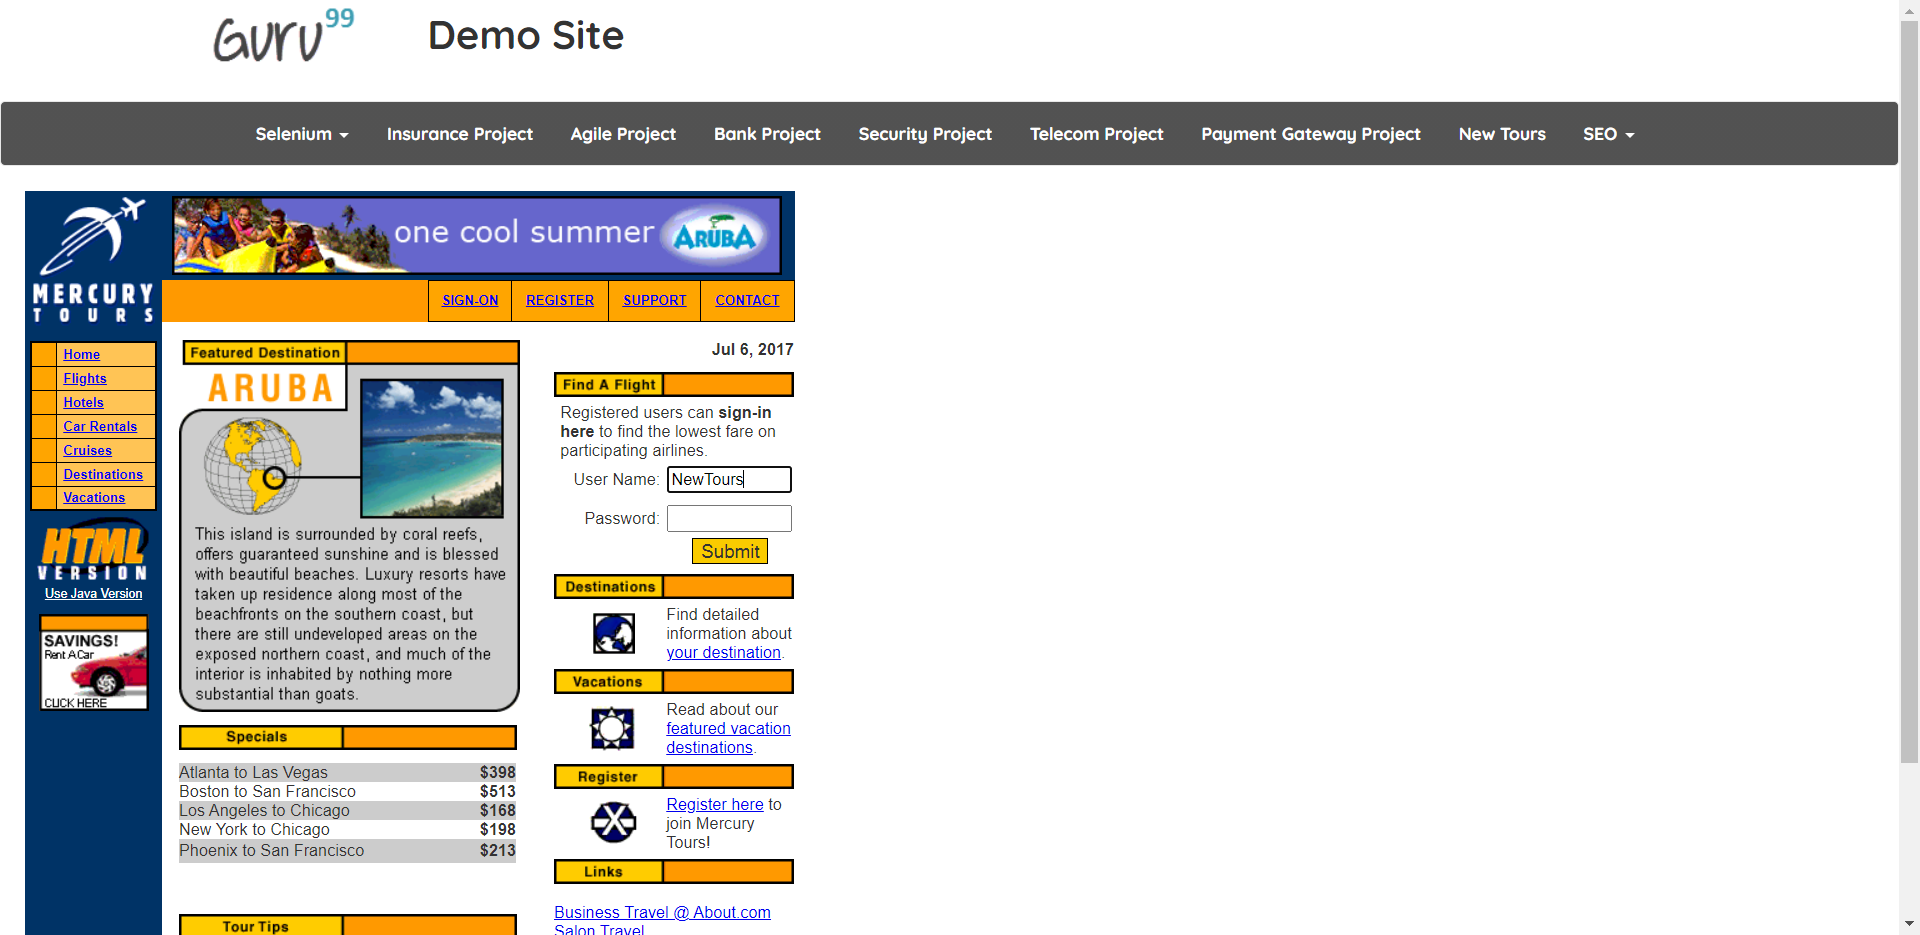 Guru99
Demo Site
Selenium
Insurance Project
Agile Project
Bank Project
Security Project
Telecom Project
Payment Gateway Project
New Tours
SEO
MERCURY
TOURS
one cool summer
ARUBA
SIGN-ON
REGISTER
SUPPORT
CONTACT
Home
Flights
Hotels
Car Rentals
Cruises
Destinations
Vacations
HTML
VERSION
Use Java Version
SAVINGS!
Rent A Car
CLICK HERE
Featured Destination
ARUBA
This island is surrounded by coral reefs,
offers guaranteed sunshine and is blessed
with beautiful beaches. Luxury resorts have
taken up residence along most of the
beachfronts on the southern coast, but
there are still undeveloped areas on the
exposed northern coast, and much of the
interior is inhabited by nothing more
substantial than goats.
Specials
Atlanta to Las Vegas $398
Boston to San Francisco $513
Los Angeles to Chicago $168
New York to Chicago $198
Phoenix to San Francisco $213
Tour Tips
Jul 6, 2017
Find A Flight
Registered users can sign-in
here to find the lowest fare on
participating airlines.
User Name: NewTours
Password:
Submit
Destinations
Find detailed
information about
your destination.
Vacations
Read about our
featured vacation
destinations.
Register
Register here to
join Mercury
Tours!
Links
Business Travel @ About.com
Salon Travel